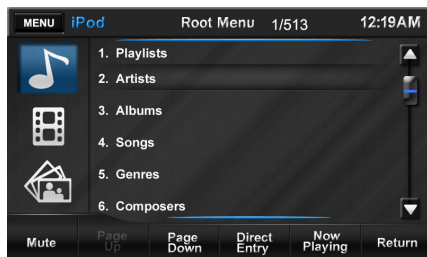 MENU iPod Root Menu 1/513 12:19AM
1. Playlists
2. Artists
3. Albums
4. Songs
5. Genres
6. Composers
Mute Page Up Page Down Direct Entry Now Playing Return